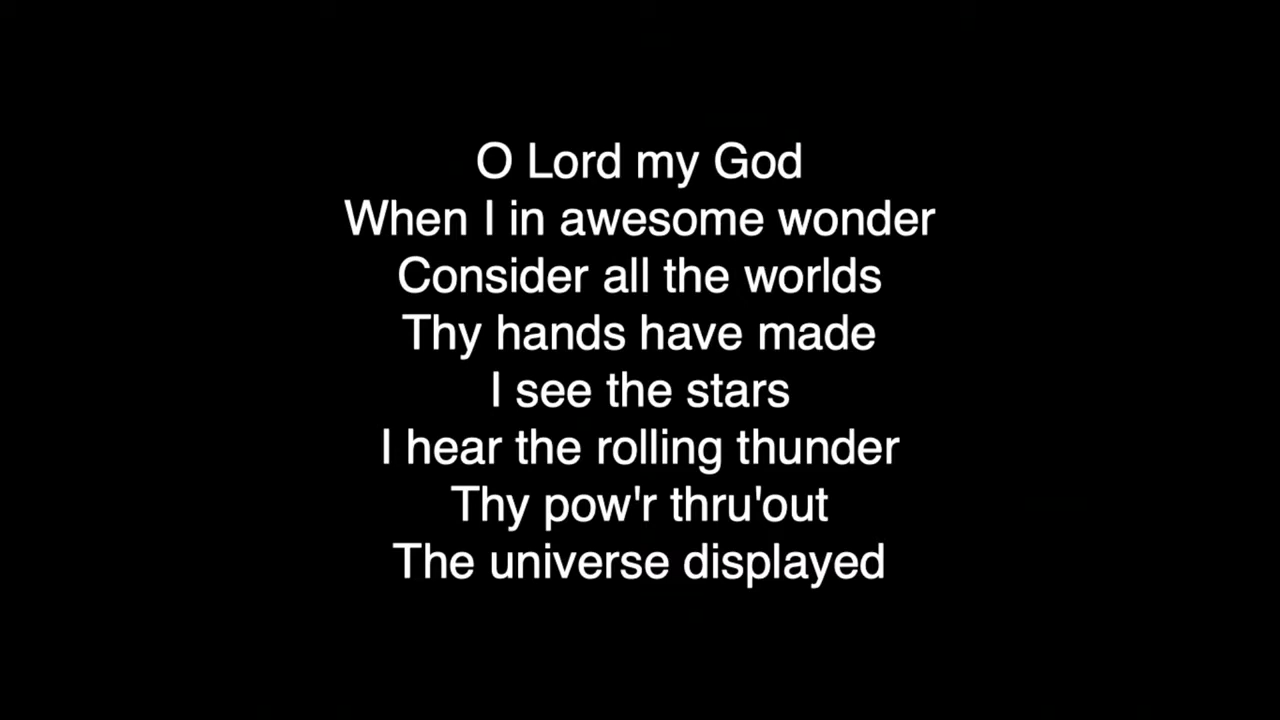 O Lord my God
When I in awesome wonder
Consider all the worlds
Thy hands have made
I see the stars
I hear the rolling thunder
Thy pow'r thru'out
The universe displayed